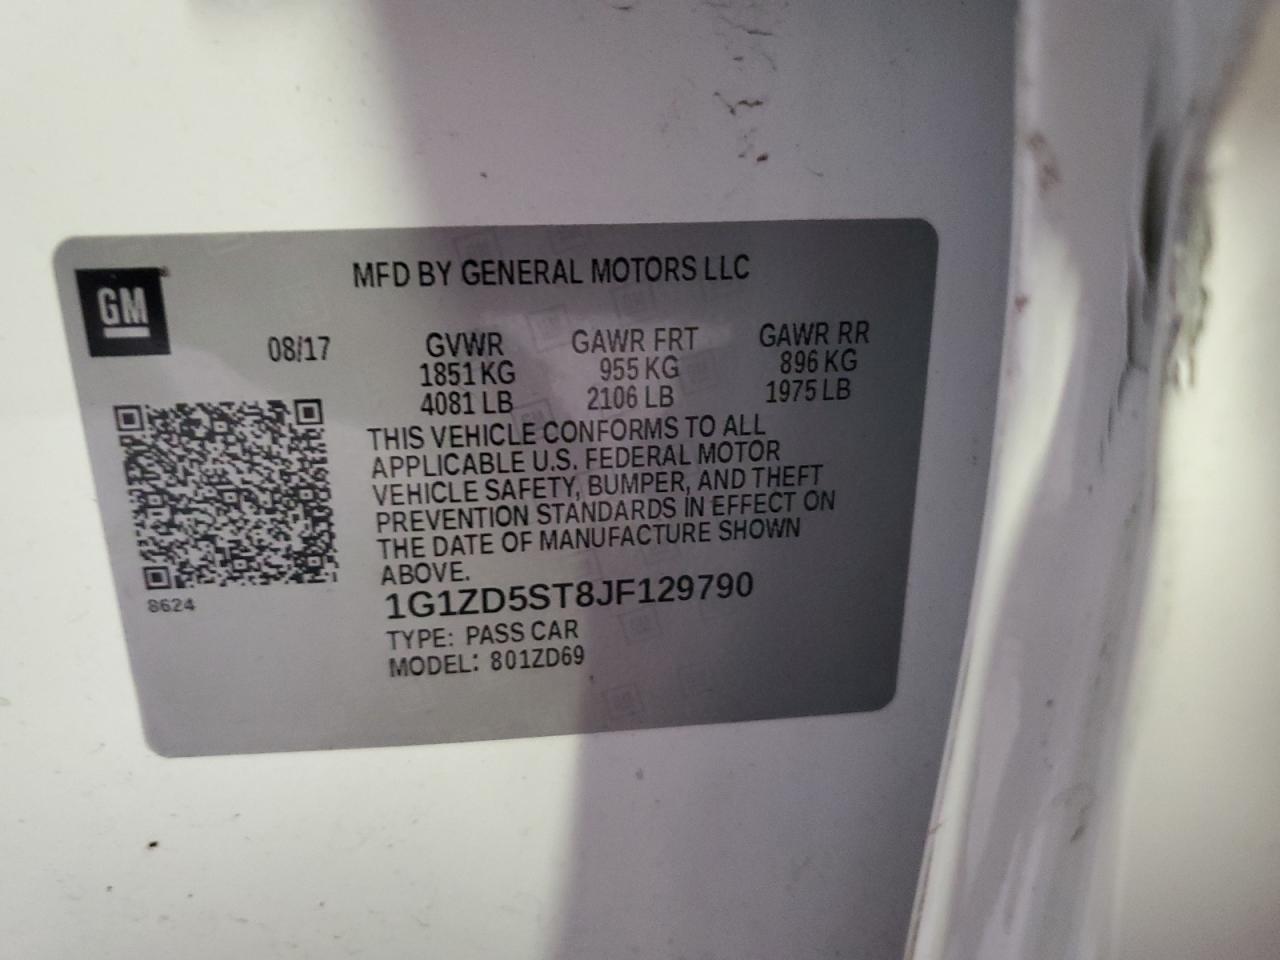 GM
MFD BY GENERAL MOTORS LLC
08/17 GVWR GAWR FRT GAWR RR
1851 KG 955 KG 896 KG
4081 LB 2106 LB 1975 LB
THIS VEHICLE CONFORMS TO ALL
APPLICABLE U.S. FEDERAL MOTOR
VEHICLE SAFETY, BUMPER, AND THEFT
PREVENTION STANDARDS IN EFFECT ON
THE DATE OF MANUFACTURE SHOWN
ABOVE.
8624
1G1ZD5ST8JF129790
TYPE: PASS CAR
MODEL: 801ZD69